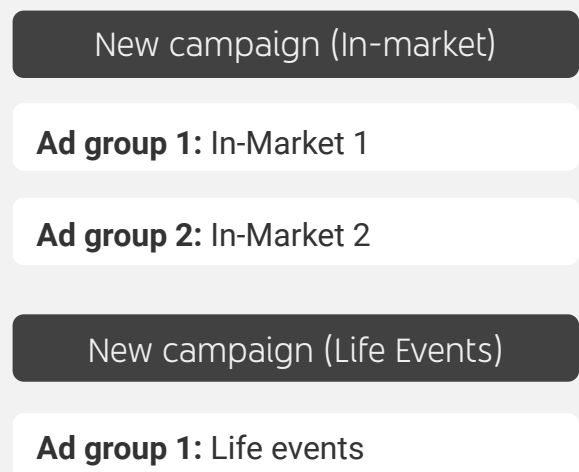 New campaign (In-market)
Ad group 1: In-Market 1
Ad group 2: In-Market 2
New campaign (Life Events)
Ad group 1: Life events